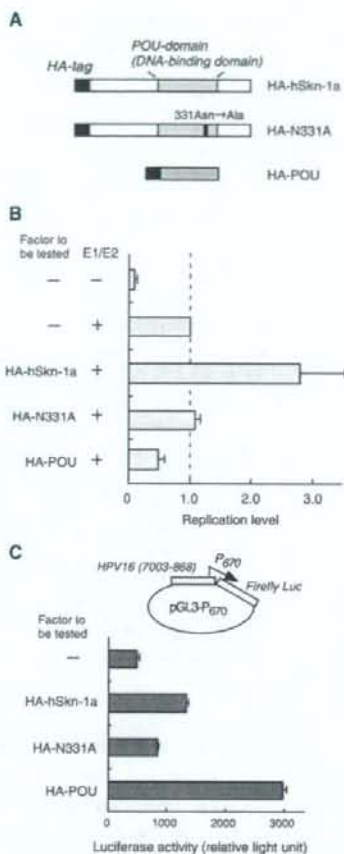 A
POU-domain
(DNA-binding domain)
HA-tag
HA-hSkn-1a
331Asn→Ala
HA-N331A
HA-POU
B
Factor to
be tested
E1/E2
— —
— +
HA-hSkn-1a +
HA-N331A +
HA-POU +
0 1.0 2.0 3.0
Replication level
C
HPV16 (7003-868)
P670
Firefly Luc
pGL3-P670
Factor to
be tested
—
HA-hSkn-1a
HA-N331A
HA-POU
0 1000 2000 3000
Luciferase activity (relative light unit)